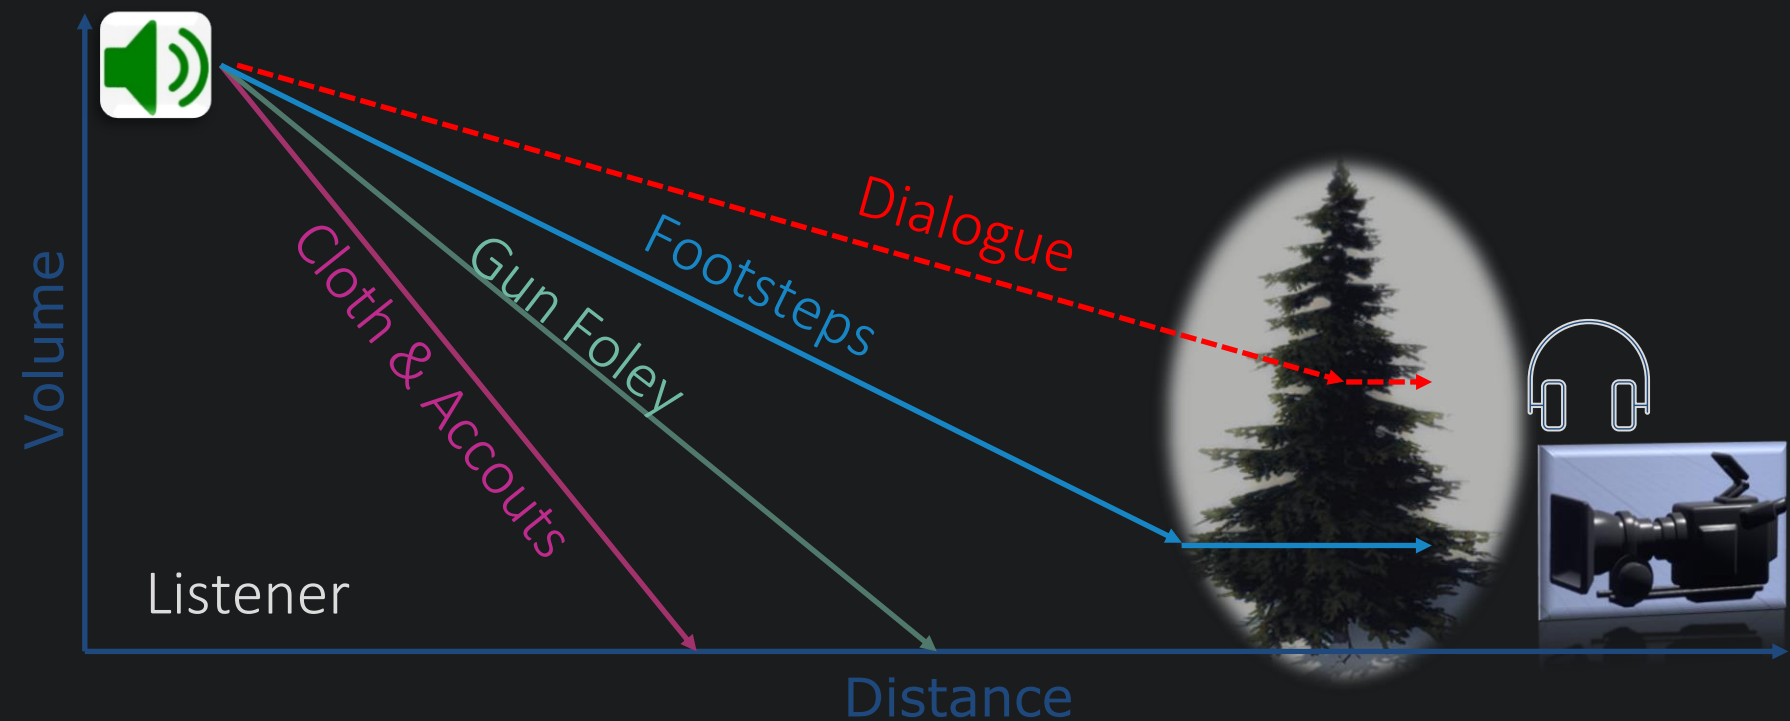 Volume
Cloth & Accouts
Gun Foley
Footsteps
Dialogue
Listener
Distance